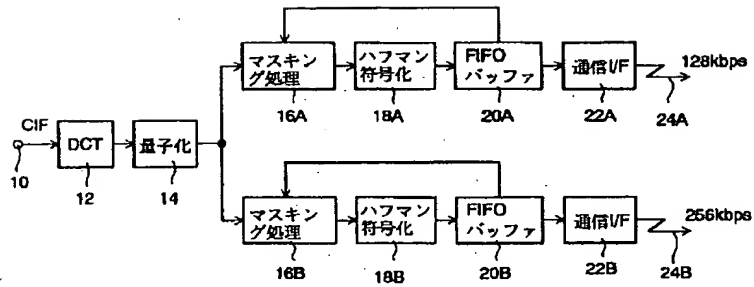 マスキン
グ処理
16A
ハフマン
符号化
18A
FIFO
バッファ
20A
通信I/F
22A
128kbps
24A
CIF
10
DCT
12
量子化
14
マスキン
グ処理
16B
ハフマン
符号化
18B
FIFO
バッファ
20B
通信I/F
22B
256kbps
24B